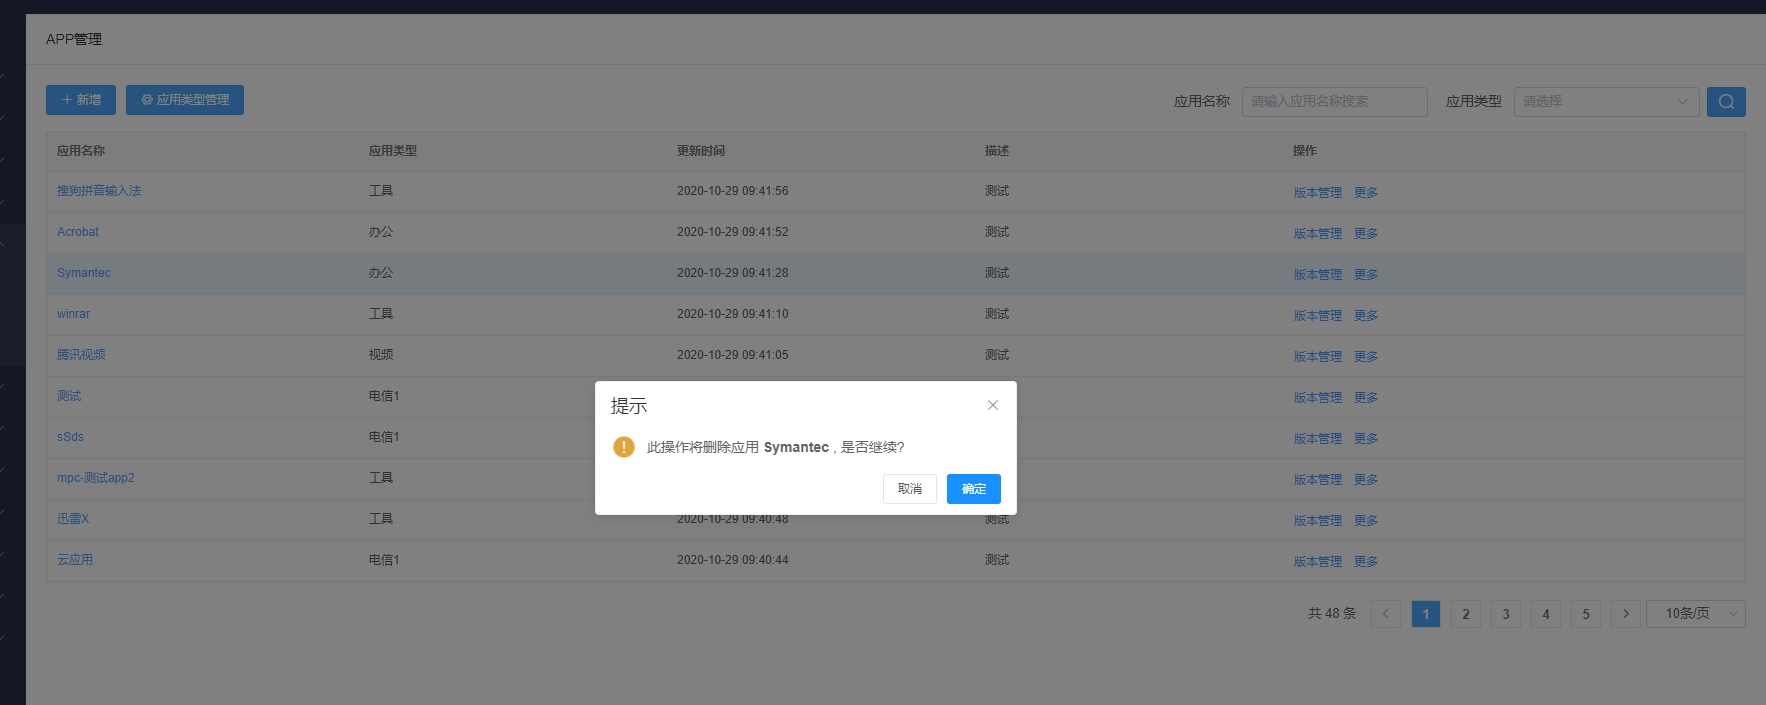 APP管理
新增 应用类型管理 应用名称 请输入应用名称搜索 应用类型 请选择
应用名称 应用类型 更新时间 描述 操作
搜狗拼音输入法 工具 2020-10-29 09:41:56 测试 版本管理 更多
Acrobat 办公 2020-10-29 09:41:52 测试 版本管理 更多
Symantec 办公 2020-10-29 09:41:28 测试 版本管理 更多
winrar 工具 2020-10-29 09:41:10 测试 版本管理 更多
腾讯视频 视频 2020-10-29 09:41:05 测试 版本管理 更多
测试 电信1 版本管理 更多
sSds 电信1 版本管理 更多
mpc-测试app2 工具 版本管理 更多
迅雷X 工具 2020-10-29 09:40:48 测试 版本管理 更多
云应用 电信1 2020-10-29 09:40:44 测试 版本管理 更多
提示
此操作将删除应用 Symantec , 是否继续?
取消 确定
共 48 条 1 2 3 4 5 10条/页